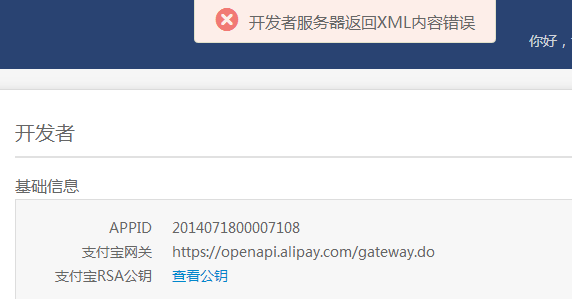 开发者服务器返回XML内容错误
你好，
开发者
基础信息
APPID 2014071800007108
支付宝网关 https://openapi.alipay.com/gateway.do
支付宝RSA公钥 查看公钥